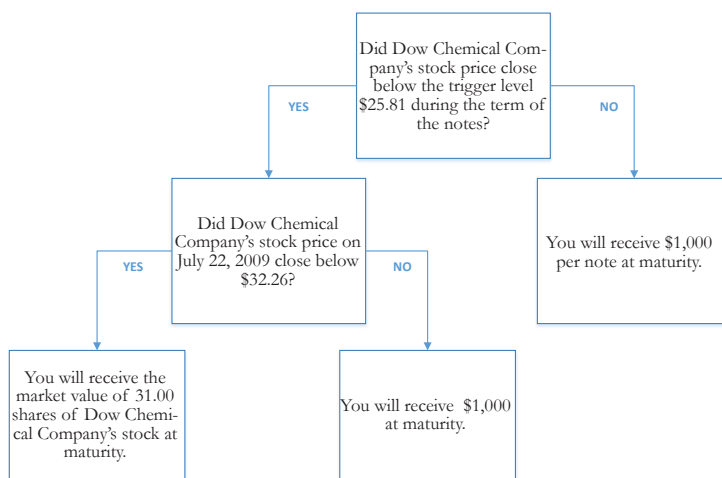 Did Dow Chemical Com-
pany's stock price close
below the trigger level
$25.81 during the term of
the notes?
YES
NO
Did Dow Chemical
Company's stock price on
July 22, 2009 close below
$32.26?
You will receive $1,000
per note at maturity.
YES
NO
You will receive the
market value of 31.00
shares of Dow Chemi-
cal Company's stock at
maturity.
You will receive $1,000
at maturity.